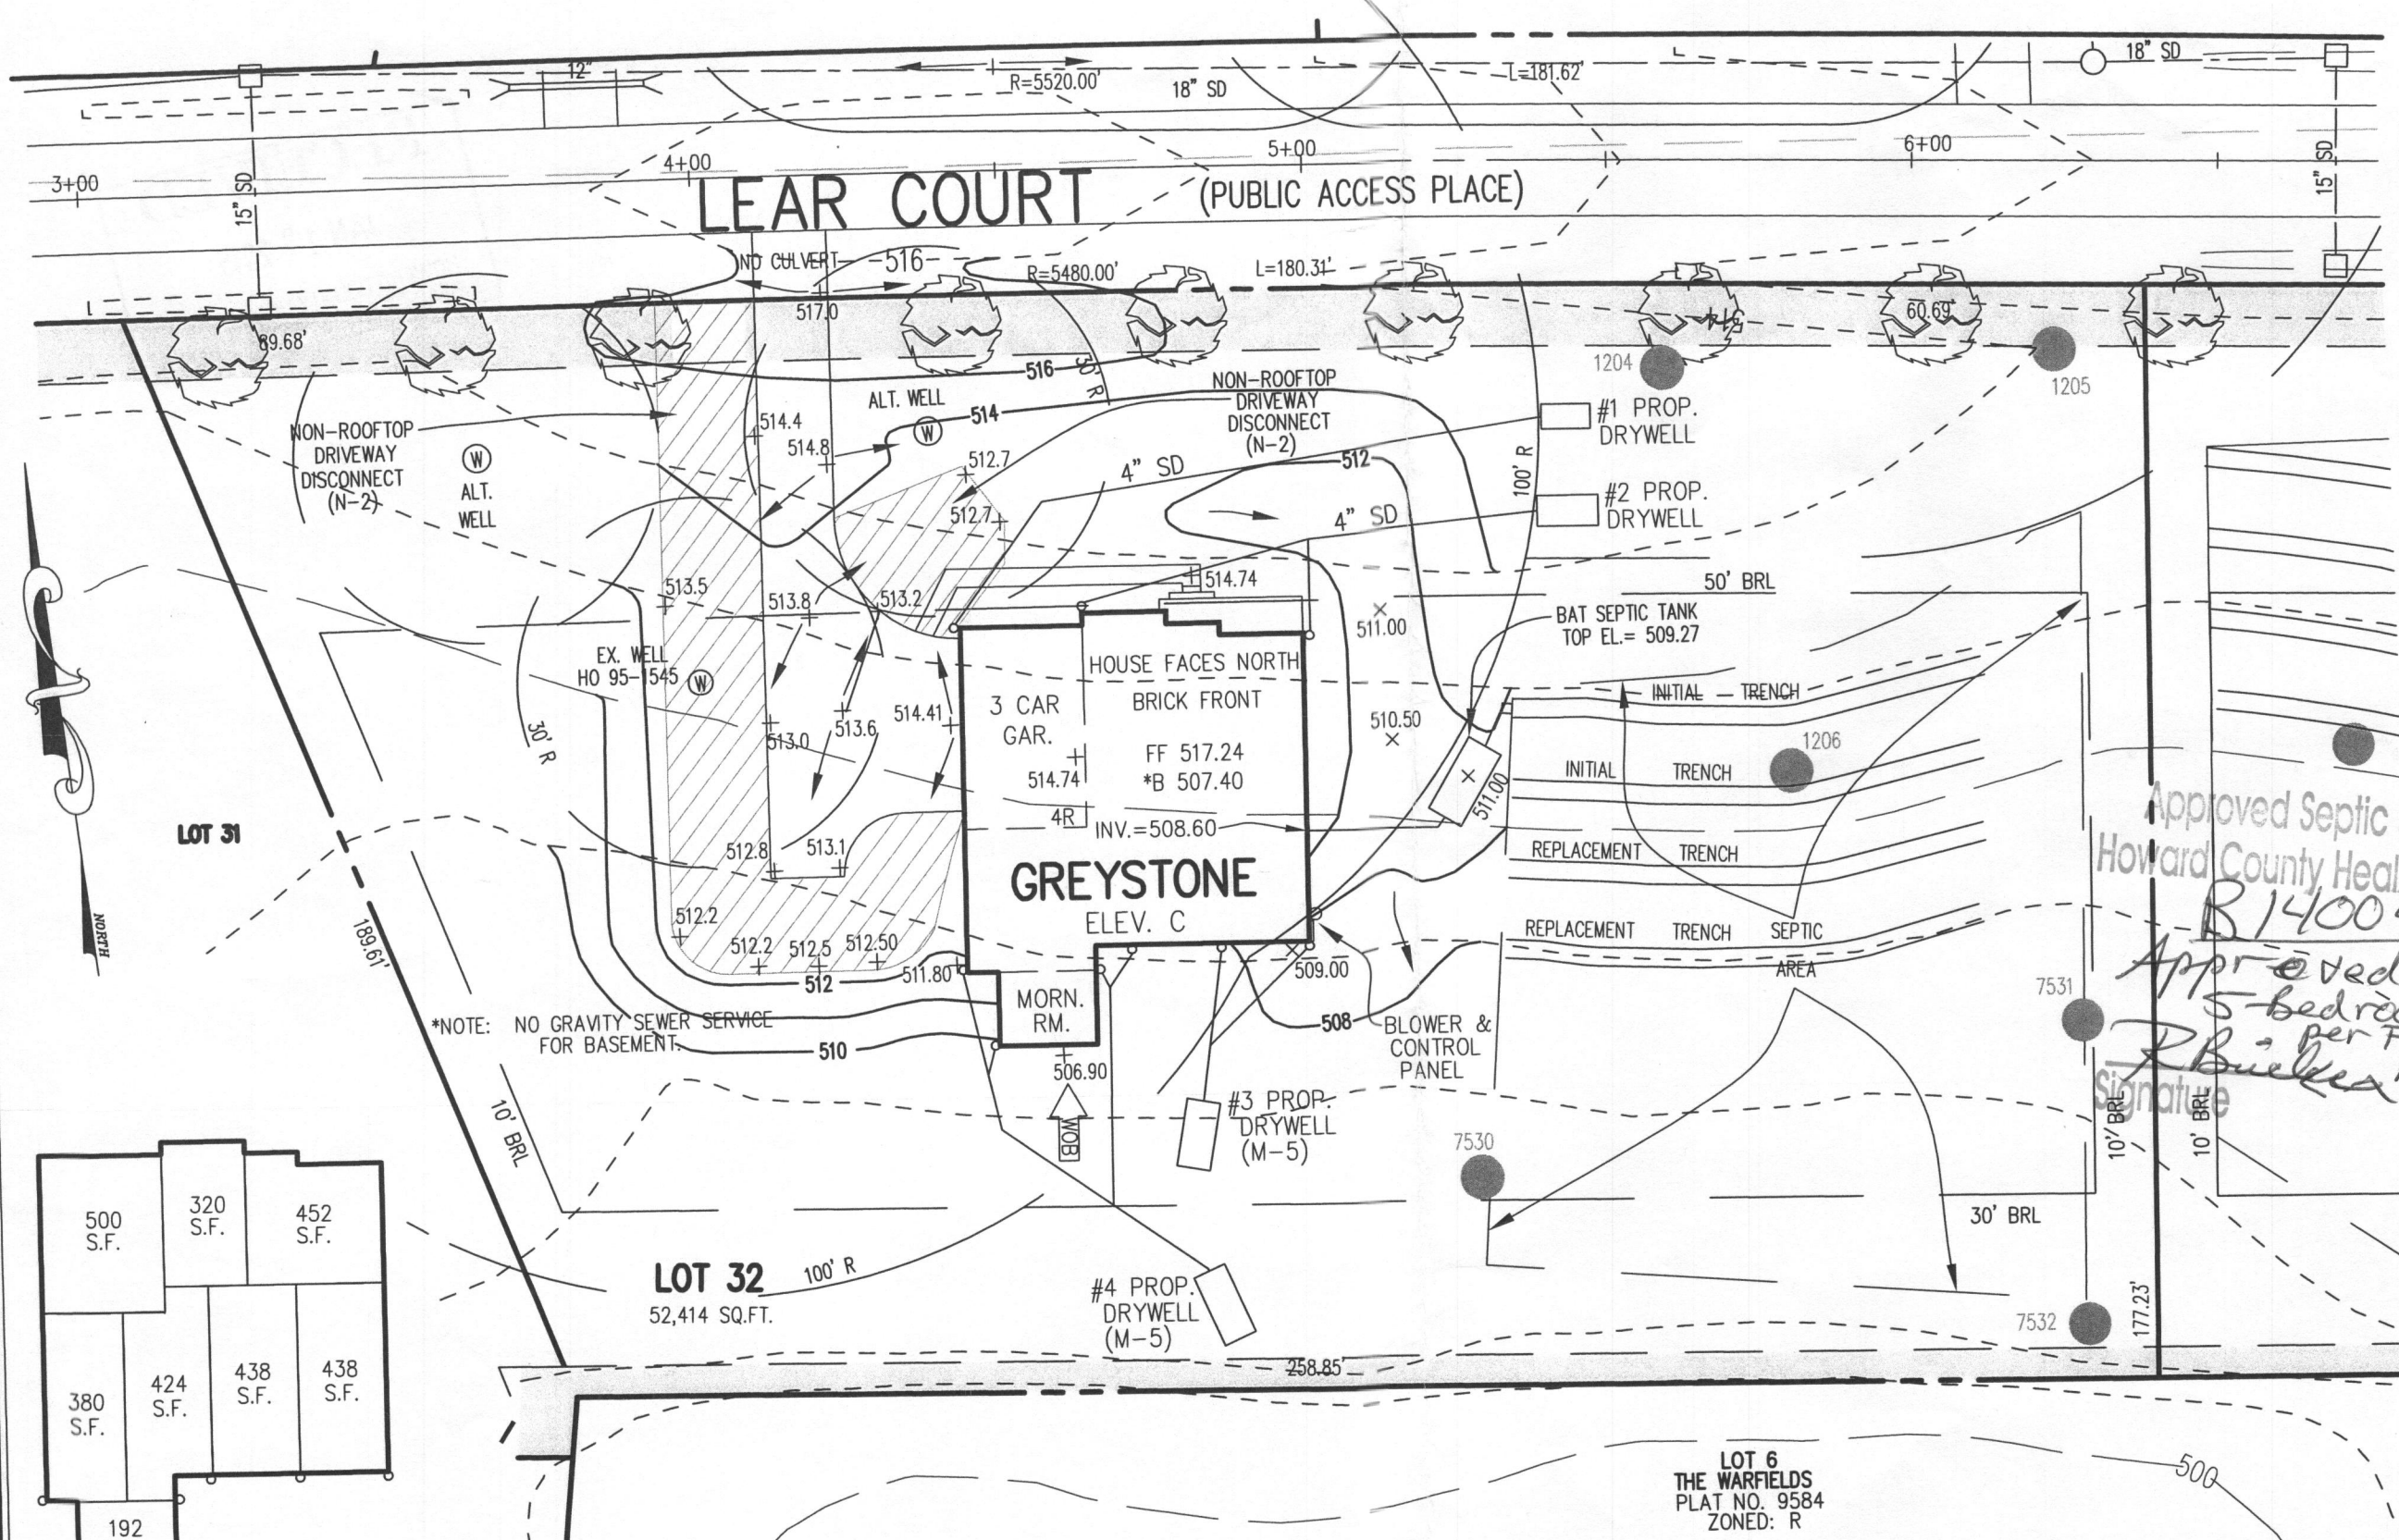 12"
R=5520.00'
18" SD
L=181.62'
18" SD
3+00
4+00
5+00
6+00
15" SD
15" SD
LEAR COURT
(PUBLIC ACCESS PLACE)
NO CULVERT
516
R=5480.00'
L=180.31'
517.0
89.68'
514
60.69'
1204
1205
516
30' R
NON-ROOFTOP
DRIVEWAY
DISCONNECT
(N-2)
ALT. WELL
W
514
NON-ROOFTOP
DRIVEWAY
DISCONNECT
(N-2)
W
ALT.
WELL
514.4
514.8
512.7
512.7
4" SD
512
4" SD
100' R
#1 PROP.
DRYWELL
#2 PROP.
DRYWELL
50' BRL
513.5
513.8
513.2
514.74
511.00
BAT SEPTIC TANK
TOP EL.= 509.27
EX. WELL
HO 95-1545
W
30' R
HOUSE FACES NORTH
BRICK FRONT
3 CAR
GAR.
514.41
513.0
513.6
514.74
FF 517.24
*B 507.40
4R
INV.=508.60
510.50
511.00
INITIAL TRENCH
1206
INITIAL TRENCH
REPLACEMENT TRENCH
REPLACEMENT TRENCH SEPTIC
AREA
LOT 31
512.8
513.1
GREYSTONE
ELEV. C
512.2
512.2
512.5
512.50
511.80
512
509.00
NORTH
189.61'
MORN.
RM.
*NOTE: NO GRAVITY SEWER SERVICE
FOR BASEMENT.
510
508
BLOWER &
CONTROL
PANEL
506.90
WOB
#3 PROP.
DRYWELL
(M-5)
Approved Septic
Howard County Heal
B1400
Approved
5-Bedroo
per
Signature
7531
7530
10' BRL
10' BRL
10' BRL
30' BRL
LOT 32
52,414 SQ.FT.
100' R
#4 PROP.
DRYWELL
(M-5)
7532
177.23'
258.85'
500
S.F.
320
S.F.
452
S.F.
380
S.F.
424
S.F.
438
S.F.
438
S.F.
192
LOT 6
THE WARFIELDS
PLAT NO. 9584
ZONED: R
500